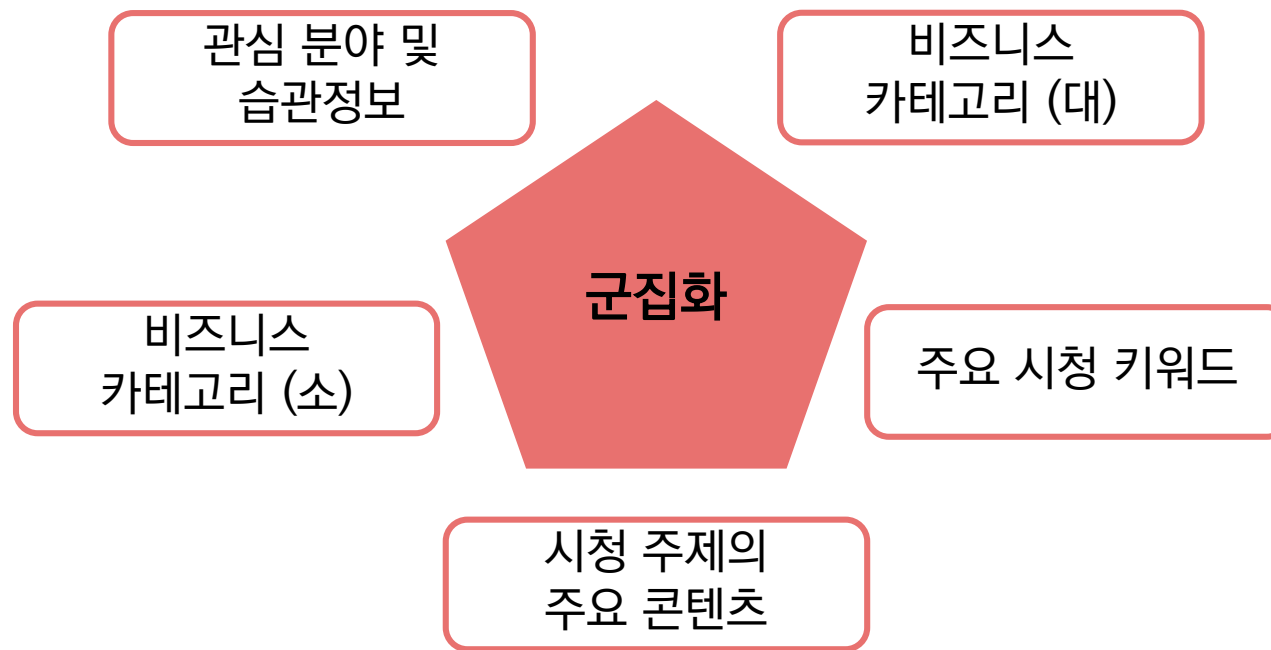 관심 분야 및
습관정보
비즈니스
카테고리 (대)
군집화
비즈니스
카테고리 (소)
주요 시청 키워드
시청 주제의
주요 콘텐츠